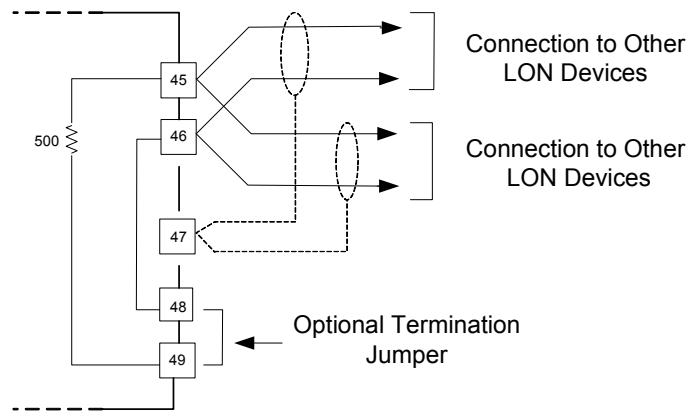 45
Connection to Other
LON Devices
500
46
Connection to Other
LON Devices
47
48
Optional Termination
Jumper
49